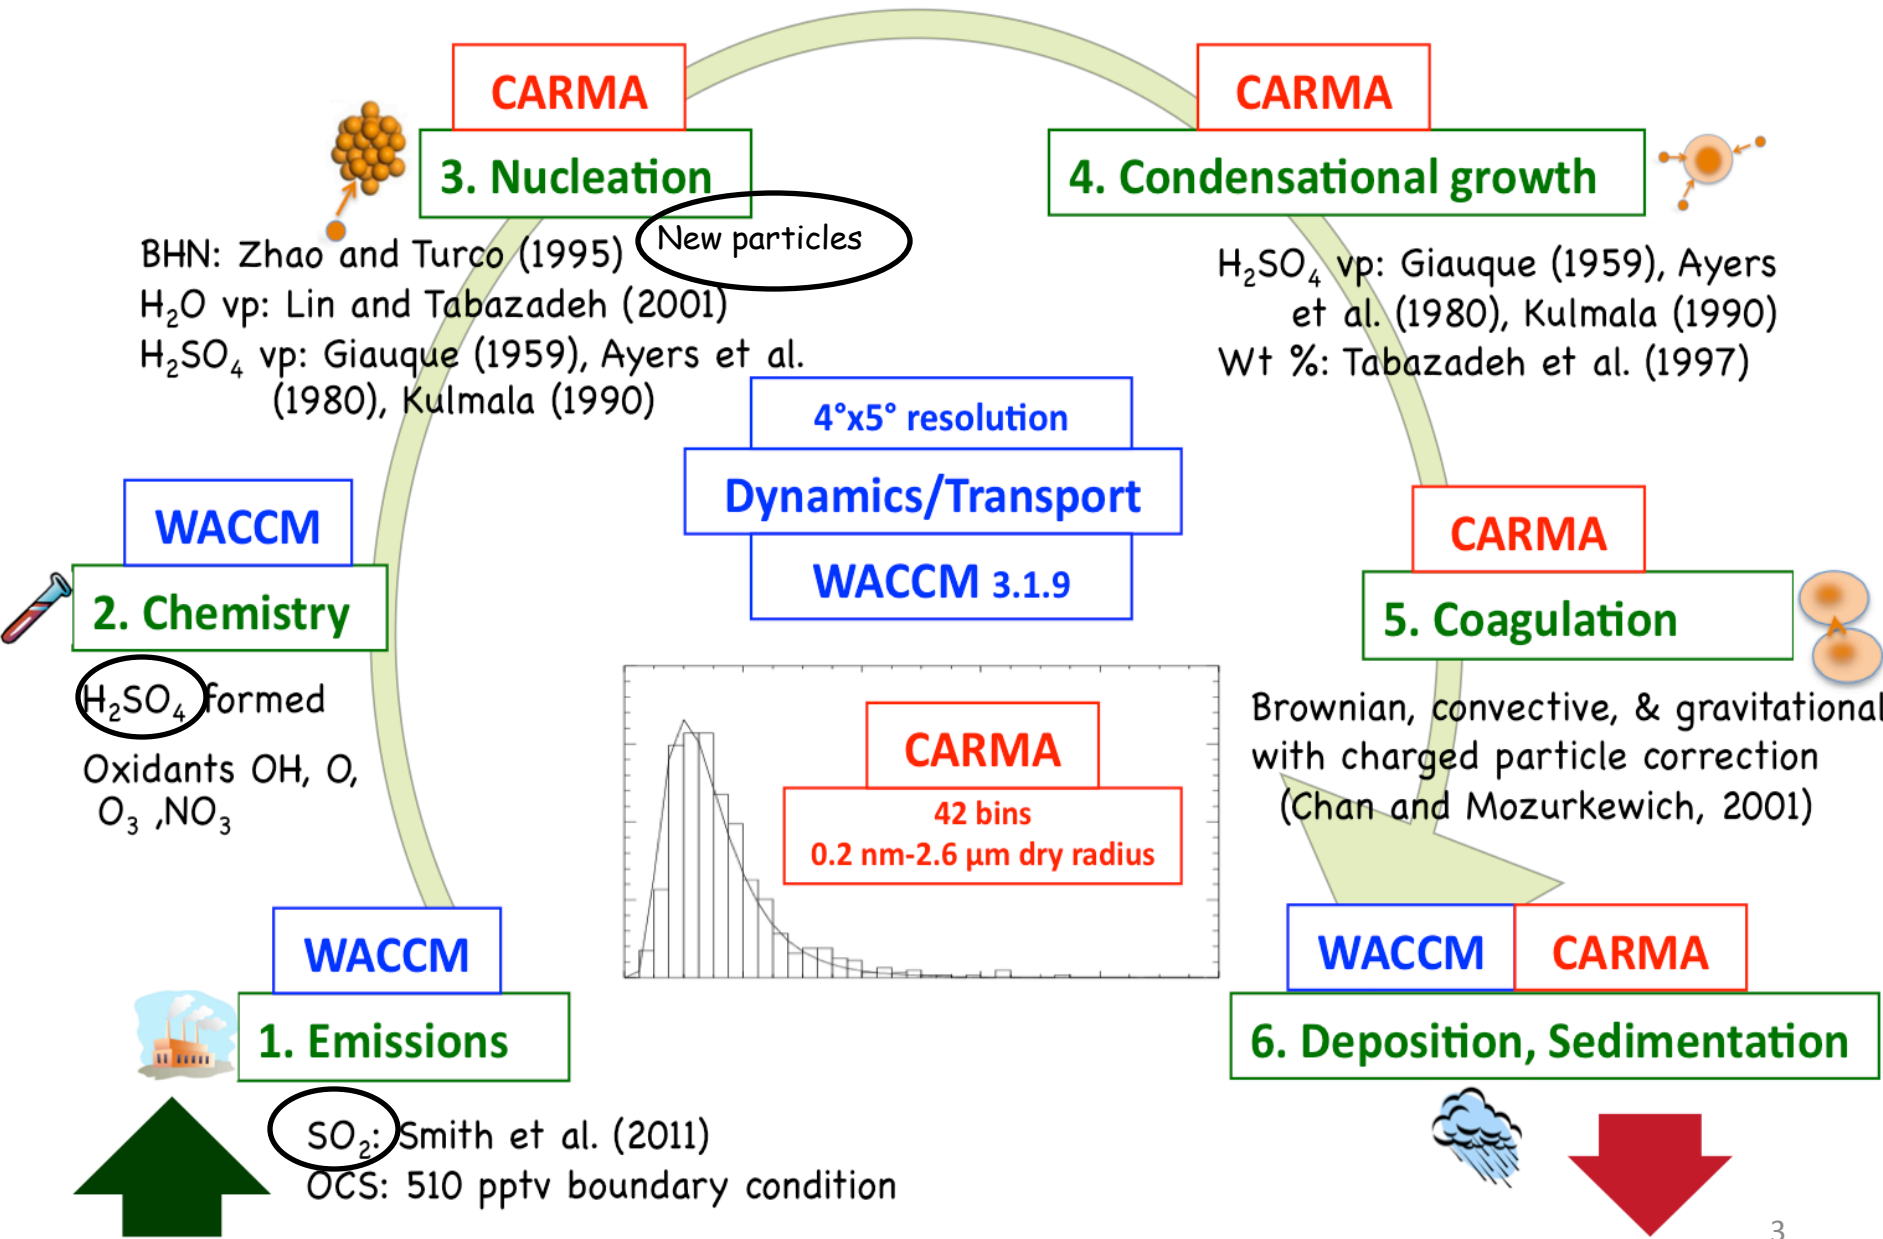 CARMA
3. Nucleation
New particles
BHN: Zhao and Turco (1995)
H₂O vp: Lin and Tabazadeh (2001)
H₂SO₄ vp: Giauque (1959), Ayers et al.
(1980), Kulmala (1990)
CARMA
4. Condensational growth
H₂SO₄ vp: Giauque (1959), Ayers
et al. (1980), Kulmala (1990)
Wt %: Tabazadeh et al. (1997)
4°x5° resolution
Dynamics/Transport
WACCM 3.1.9
WACCM
2. Chemistry
H₂SO₄ formed
Oxidants OH, O,
O₃ ,NO₃
CARMA
5. Coagulation
Brownian, convective, & gravitational
with charged particle correction
(Chan and Mozurkewich, 2001)
CARMA
42 bins
0.2 nm-2.6 µm dry radius
WACCM
1. Emissions
SO₂: Smith et al. (2011)
OCS: 510 pptv boundary condition
WACCM CARMA
6. Deposition, Sedimentation
3